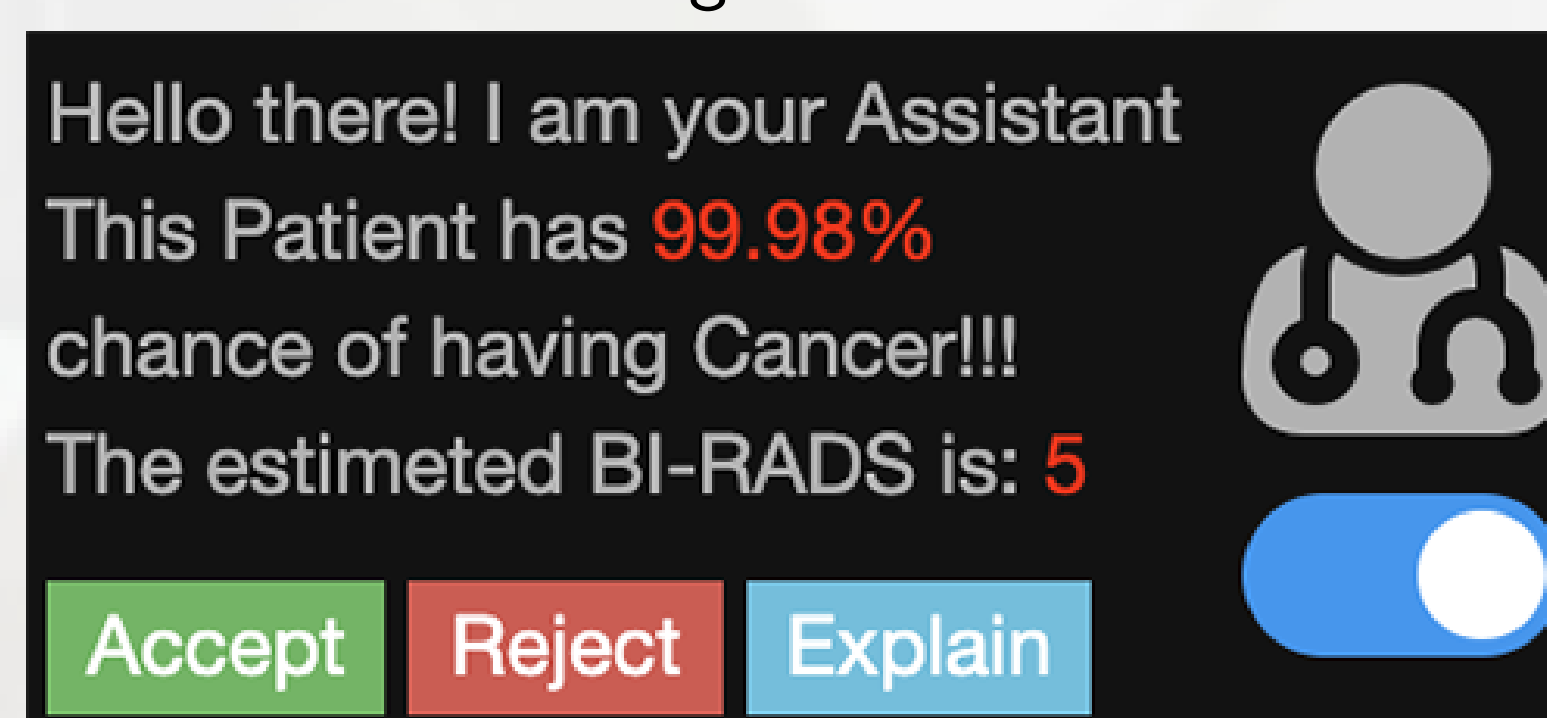 Hello there! I am your Assistant
This Patient has 99.98%
chance of having Cancer!!!
The estimeted BI-RADS is: 5
Accept Reject Explain